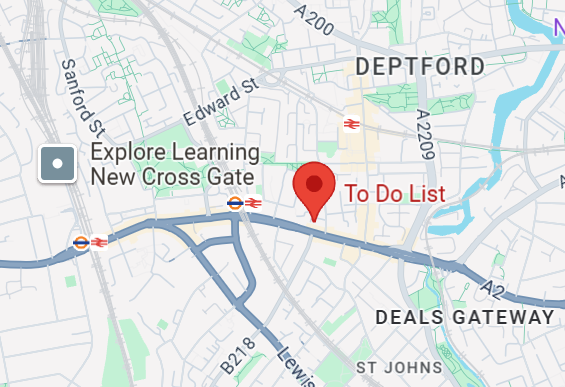 A200
N
DEPTFORD
Sanford St
Edward St
A2209
Explore Learning
New Cross Gate
To Do List
A2
DEALS GATEWAY
B218
Lewis
ST JOHNS